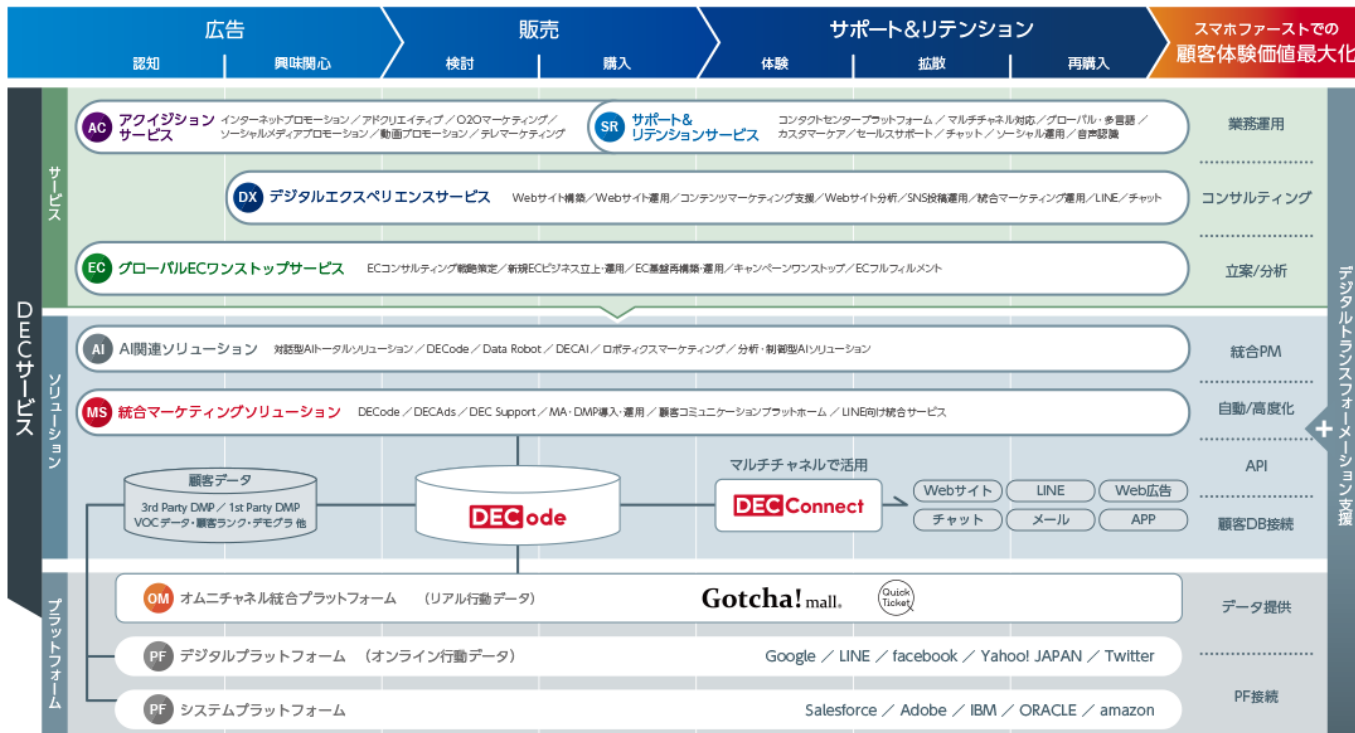 広告
販売
サポート&リテンション
スマホファーストでの
顧客体験価値最大化
認知
興味関心
検討
購入
体験
拡散
再購入
DECサービス
サービス
AC
アクイジション
サービス
インターネットプロモーション／アドクリエイティブ／O2Oマーケティング／
ソーシャルメディアプロモーション／動画プロモーション／テレマーケティング
SR
サポート&
リテンションサービス
コンタクトセンタープラットフォーム／マルチチャネル対応／グローバル・多言語／
カスタマーケア／セールスサポート／チャット／ソーシャル運用／音声認識
業務運用
DX
デジタルエクスペリエンスサービス
Webサイト構築／Webサイト運用／コンテンツマーケティング支援／Webサイト分析／SNS投稿運用／統合マーケティング運用／LINE／チャット
コンサルティング
EC
グローバルECワンストップサービス
ECコンサルティング戦略策定／新規ECビジネス立上・運用／EC基盤再構築・運用／キャンペーンワンストップ／ECフルフィルメント
立案/分析
ソリューション
AI
AI関連ソリューション
対話型AIトータルソリューション／DECode／Data Robot／DECAI／ロボティクスマーケティング／分析・制御型AIソリューション
統合PM
MS
統合マーケティングソリューション
DECode／DECAds／DEC Support／MA・DMP導入・運用／顧客コミュニケーションプラットホーム／LINE向け統合サービス
自動/高度化
顧客データ
3rd Party DMP／1st Party DMP
VOCデータ・顧客ランク・デモグラ 他
DECode
マルチチャネルで活用
DEC Connect
Webサイト
LINE
Web広告
チャット
メール
APP
API
顧客DB接続
プラットフォーム
OM
オムニチャネル統合プラットフォーム （リアル行動データ）
Gotcha!mall®
Quick
Ticket
データ提供
PF
デジタルプラットフォーム （オンライン行動データ）
Google／LINE／facebook／Yahoo! JAPAN／Twitter
PF
システムプラットフォーム
Salesforce／Adobe／IBM／ORACLE／amazon
PF接続
+
デジタルトランスフォーメーション支援